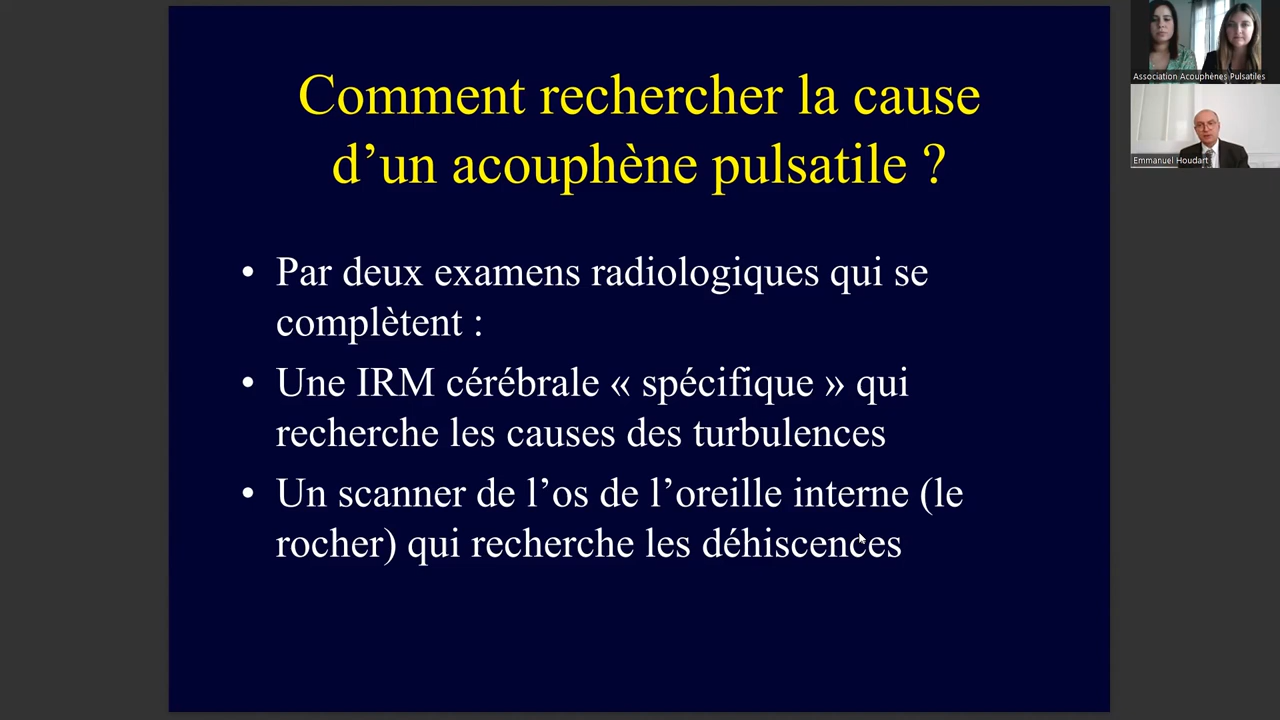 Comment rechercher la cause
d’un acouphène pulsatile ?
• Par deux examens radiologiques qui se
complètent :
• Une IRM cérébrale « spécifique » qui
recherche les causes des turbulences
• Un scanner de l’os de l’oreille interne (le
rocher) qui recherche les déhiscences
Association Acouphènes Pulsatiles
Emmanuel Houdart